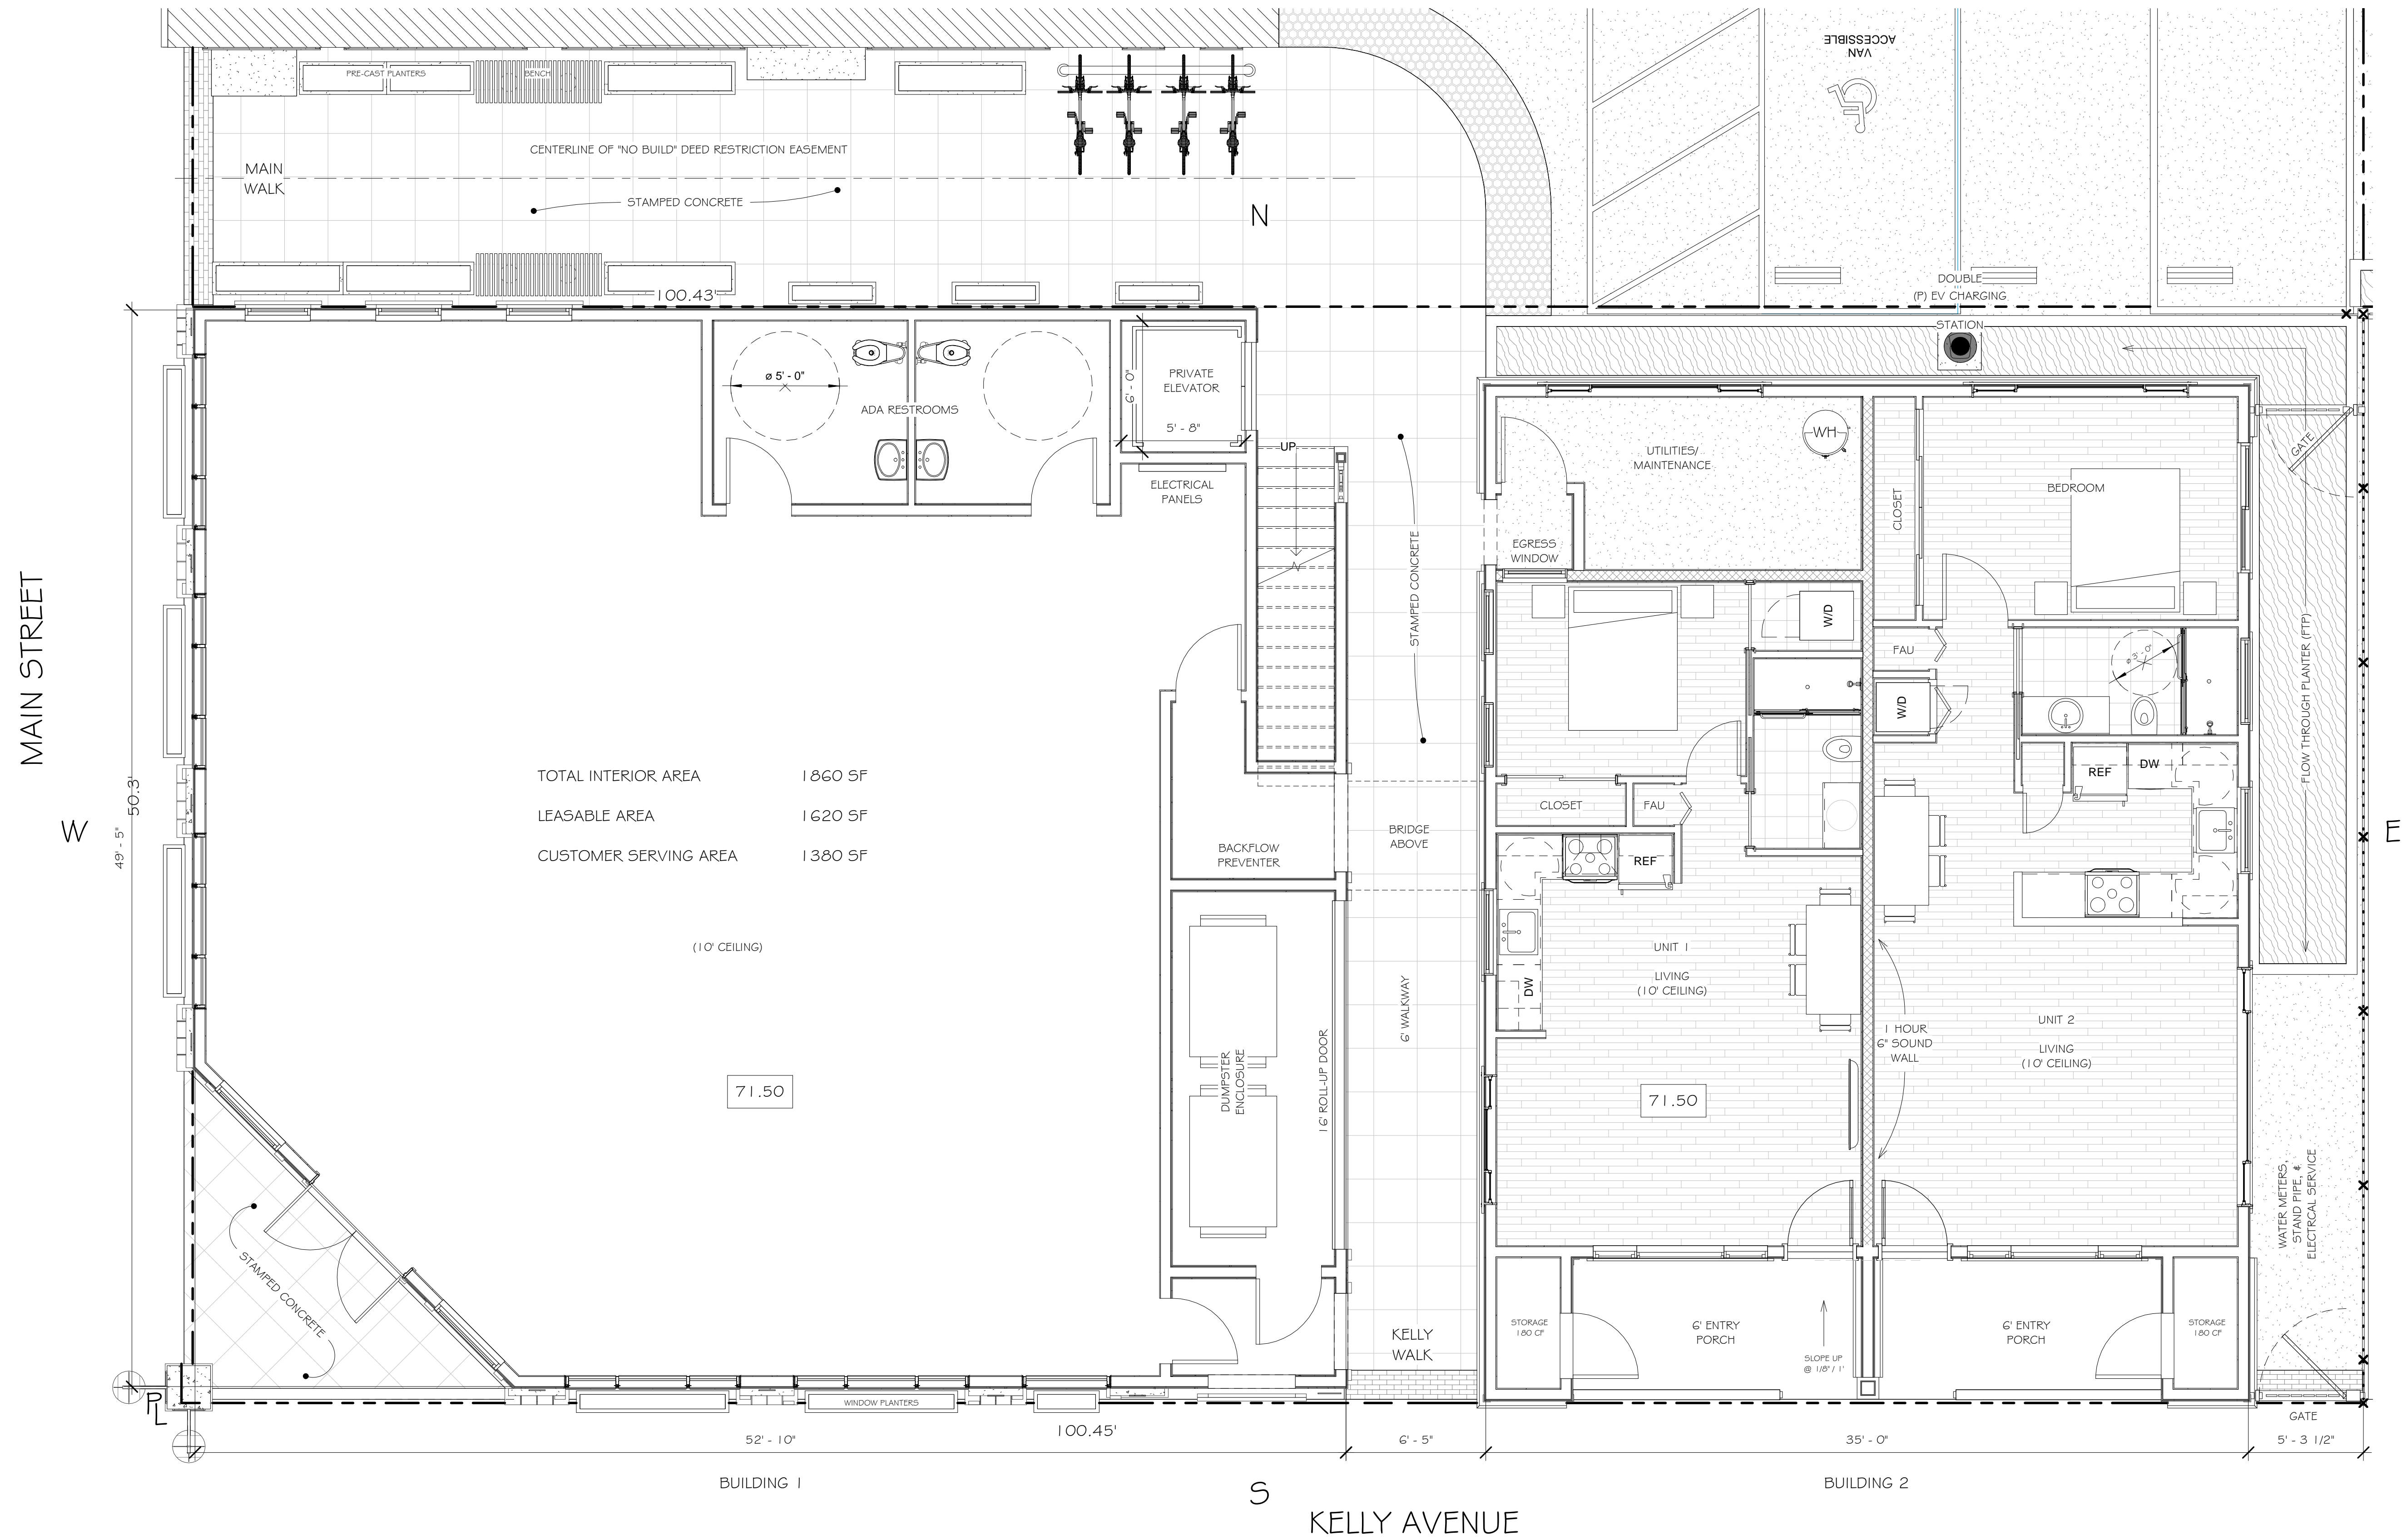 VAN
ACCESSIBLE
PRE-CAST PLANTERS
BENCH
CENTERLINE OF "NO BUILD" DEED RESTRICTION EASEMENT
MAIN
WALK
STAMPED CONCRETE
N
DOUBLE
(P) EV CHARGING
STATION
100.43'
ø 5' - 0"
ADA RESTROOMS
6' - 0"
PRIVATE
ELEVATOR
5' - 8"
UP
ELECTRICAL
PANELS
STAMPED CONCRETE
UTILITIES/
MAINTENANCE
WH
EGRESS
WINDOW
CLOSET
BEDROOM
GATE
MAIN STREET
W
50.3'
49' - 5"
W/D
FAU
ø 3' - 0"
W/D
FLOW THROUGH PLANTER (FTP)
TOTAL INTERIOR AREA 1860 SF
LEASABLE AREA 1620 SF
CUSTOMER SERVING AREA 1380 SF
REF
DW
CLOSET
FAU
BRIDGE
ABOVE
BACKFLOW
PREVENTER
REF
E
(10' CEILING)
UNIT 1
LIVING
(10' CEILING)
DW
6' WALKWAY
16' ROLL-UP DOOR
DUMPSTER
ENCLOSURE
1 HOUR
6" SOUND
WALL
UNIT 2
LIVING
(10' CEILING)
71.50
71.50
WATER METERS,
STAND PIPE, &
ELECTRCAL SERVICE
STAMPED CONCRETE
KELLY
WALK
STORAGE
180 CF
6' ENTRY
PORCH
SLOPE UP
@ 1/8" / 1'
6' ENTRY
PORCH
STORAGE
180 CF
PL
WINDOW PLANTERS
GATE
100.45'
52' - 10"
6' - 5"
35' - 0"
5' - 3 1/2"
BUILDING 1
BUILDING 2
S
KELLY AVENUE